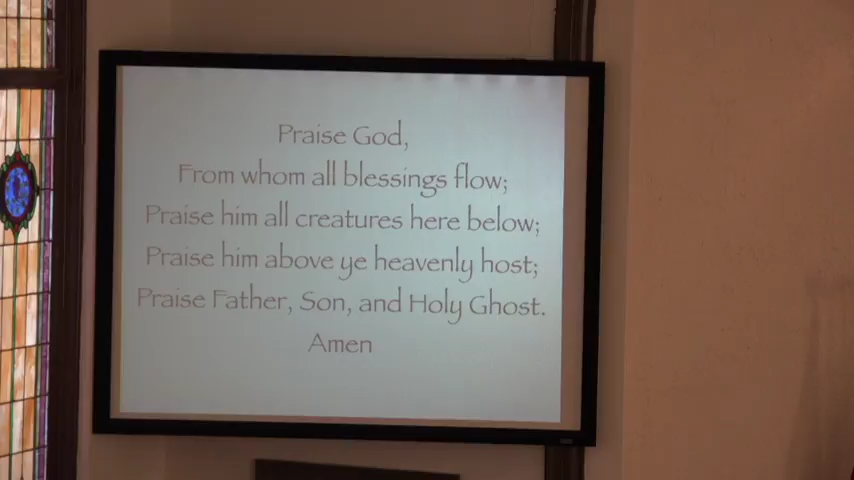 Praise God,
From whom all blessings flow;
Praise him all creatures here below;
Praise him above ye heavenly host;
Praise Father, Son, and Holy Ghost.
Amen